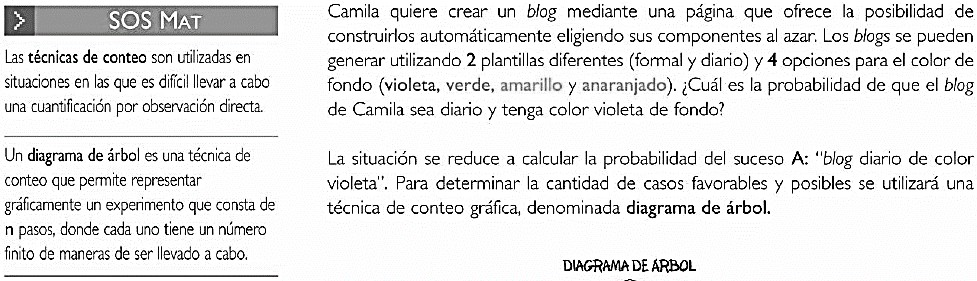 SOS MAT
Las técnicas de conteo son utilizadas en
situaciones en las que es difícil llevar a cabo
una cuantificación por observación directa.
Un diagrama de árbol es una técnica de
conteo que permite representar
gráficamente un experimento que consta de
n pasos, donde cada uno tiene un número
finito de maneras de ser llevado a cabo.
Camila quiere crear un blog mediante una página que ofrece la posibilidad de
construirlos automáticamente eligiendo sus componentes al azar. Los blogs se pueden
generar utilizando 2 plantillas diferentes (formal y diario) y 4 opciones para el color de
fondo (violeta, verde, amarillo y anaranjado). ¿Cuál es la probabilidad de que el blog
de Camila sea diario y tenga color violeta de fondo?
La situación se reduce a calcular la probabilidad del suceso A: “blog diario de color
violeta”. Para determinar la cantidad de casos favorables y posibles se utilizará una
técnica de conteo gráfica, denominada diagrama de árbol.
DIAGRAMA DE ÁRBOL